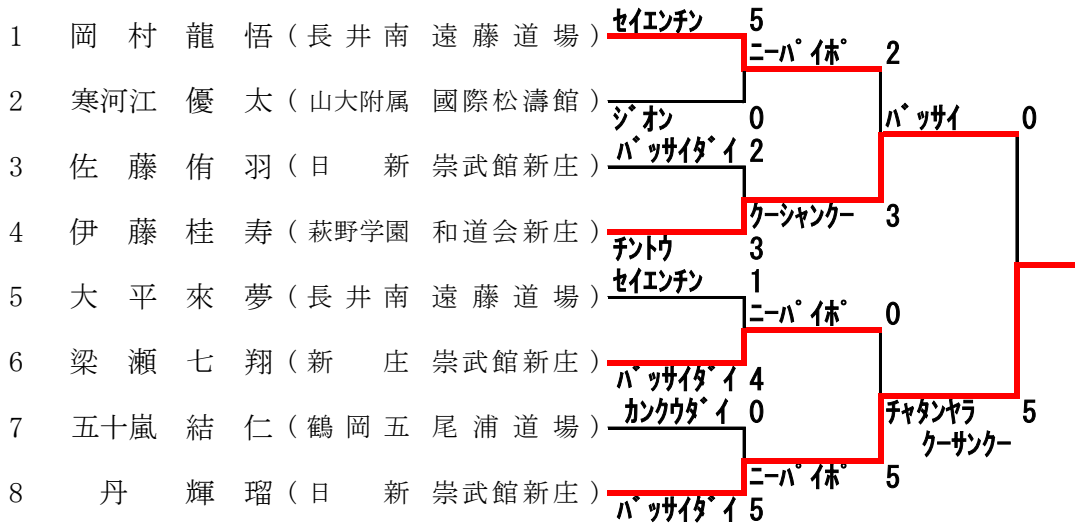 1 岡村龍悟(長井南 遠藤道場) セイエンチン 5
ニーパイポ 2
2 寒河江優太(山大附属 國際松濤館) ジオン 0
バッサイ 0
3 佐藤侑羽(日新 崇武館新庄) バッサイダイ 2
クーシャンクー 3
4 伊藤桂寿(萩野学園 和道会新庄) チントウ 3
5 大平來夢(長井南 遠藤道場) セイエンチン 1
ニーパイポ 0
6 梁瀬七翔(新庄 崇武館新庄) バッサイダイ 4
チャタンヤラ 5
クーサンクー
7 五十嵐結仁(鶴岡五 尾浦道場) カンクウダイ 0
ニーパイポ 5
8 丹輝瑠(日新 崇武館新庄) バッサイダイ 5